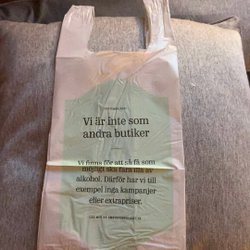 Vi är inte som
andra butiker
Vi finns för att så få som
möjligt ska fara illa av
alkohol. Därför har vi till
exempel inga kampanjer
eller extrapriser.